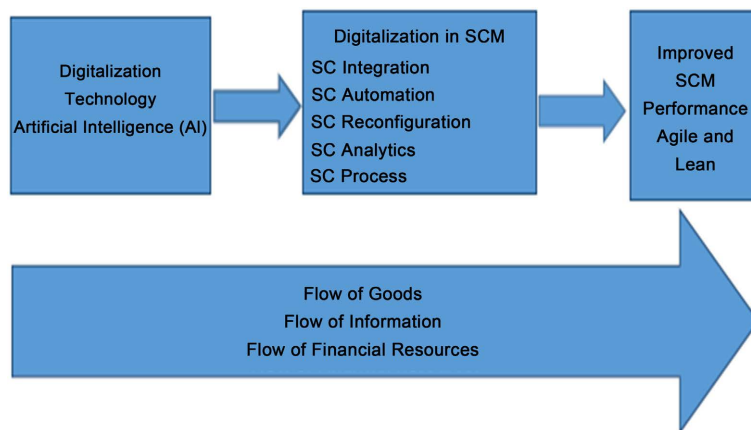 Digitalization
Technology
Artificial Intelligence (AI)
Digitalization in SCM
SC Integration
SC Automation
SC Reconfiguration
SC Analytics
SC Process
Improved
SCM
Performance
Agile and
Lean
Flow of Goods
Flow of Information
Flow of Financial Resources